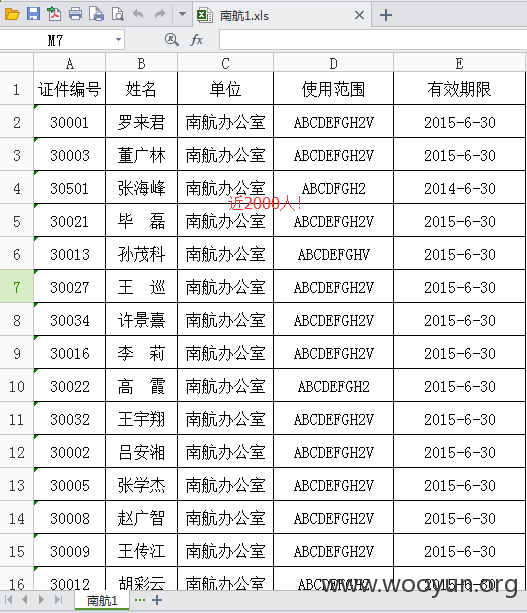 南航1.xls
M7 fx
A B C D E
1 证件编号 姓名 单位 使用范围 有效期限
2 30001 罗来君 南航办公室 ABCDEFGH2V 2015-6-30
3 30003 董广林 南航办公室 ABCDEFGH2V 2015-6-30
4 30501 张海峰 南航办公室 ABCDFGH2 2014-6-30
近2000人!
5 30021 毕 磊 南航办公室 ABCDEFGH2V 2015-6-30
6 30013 孙茂科 南航办公室 ABCDEFGHV 2015-6-30
7 30027 王 巡 南航办公室 ABCDEFGH2V 2015-6-30
8 30034 许景熹 南航办公室 ABCDEFGH2V 2015-6-30
9 30016 李 莉 南航办公室 ABCDEFGH2V 2015-6-30
10 30022 高 霞 南航办公室 ABCDEFGH2 2015-6-30
11 30032 王宇翔 南航办公室 ABCDEFGH2V 2015-6-30
12 30002 吕安湘 南航办公室 ABCDEFGH2V 2015-6-30
13 30005 张学杰 南航办公室 ABCDEFGH2V 2015-6-30
14 30008 赵广智 南航办公室 ABCDEFGH2V 2015-6-30
15 30009 王传江 南航办公室 ABCDEFGH2V 2015-6-30
16 30012 胡彩云 南航办公室 ABCDEFGH2 2015-6-30
www.wooyun.org
南航1 ··· +